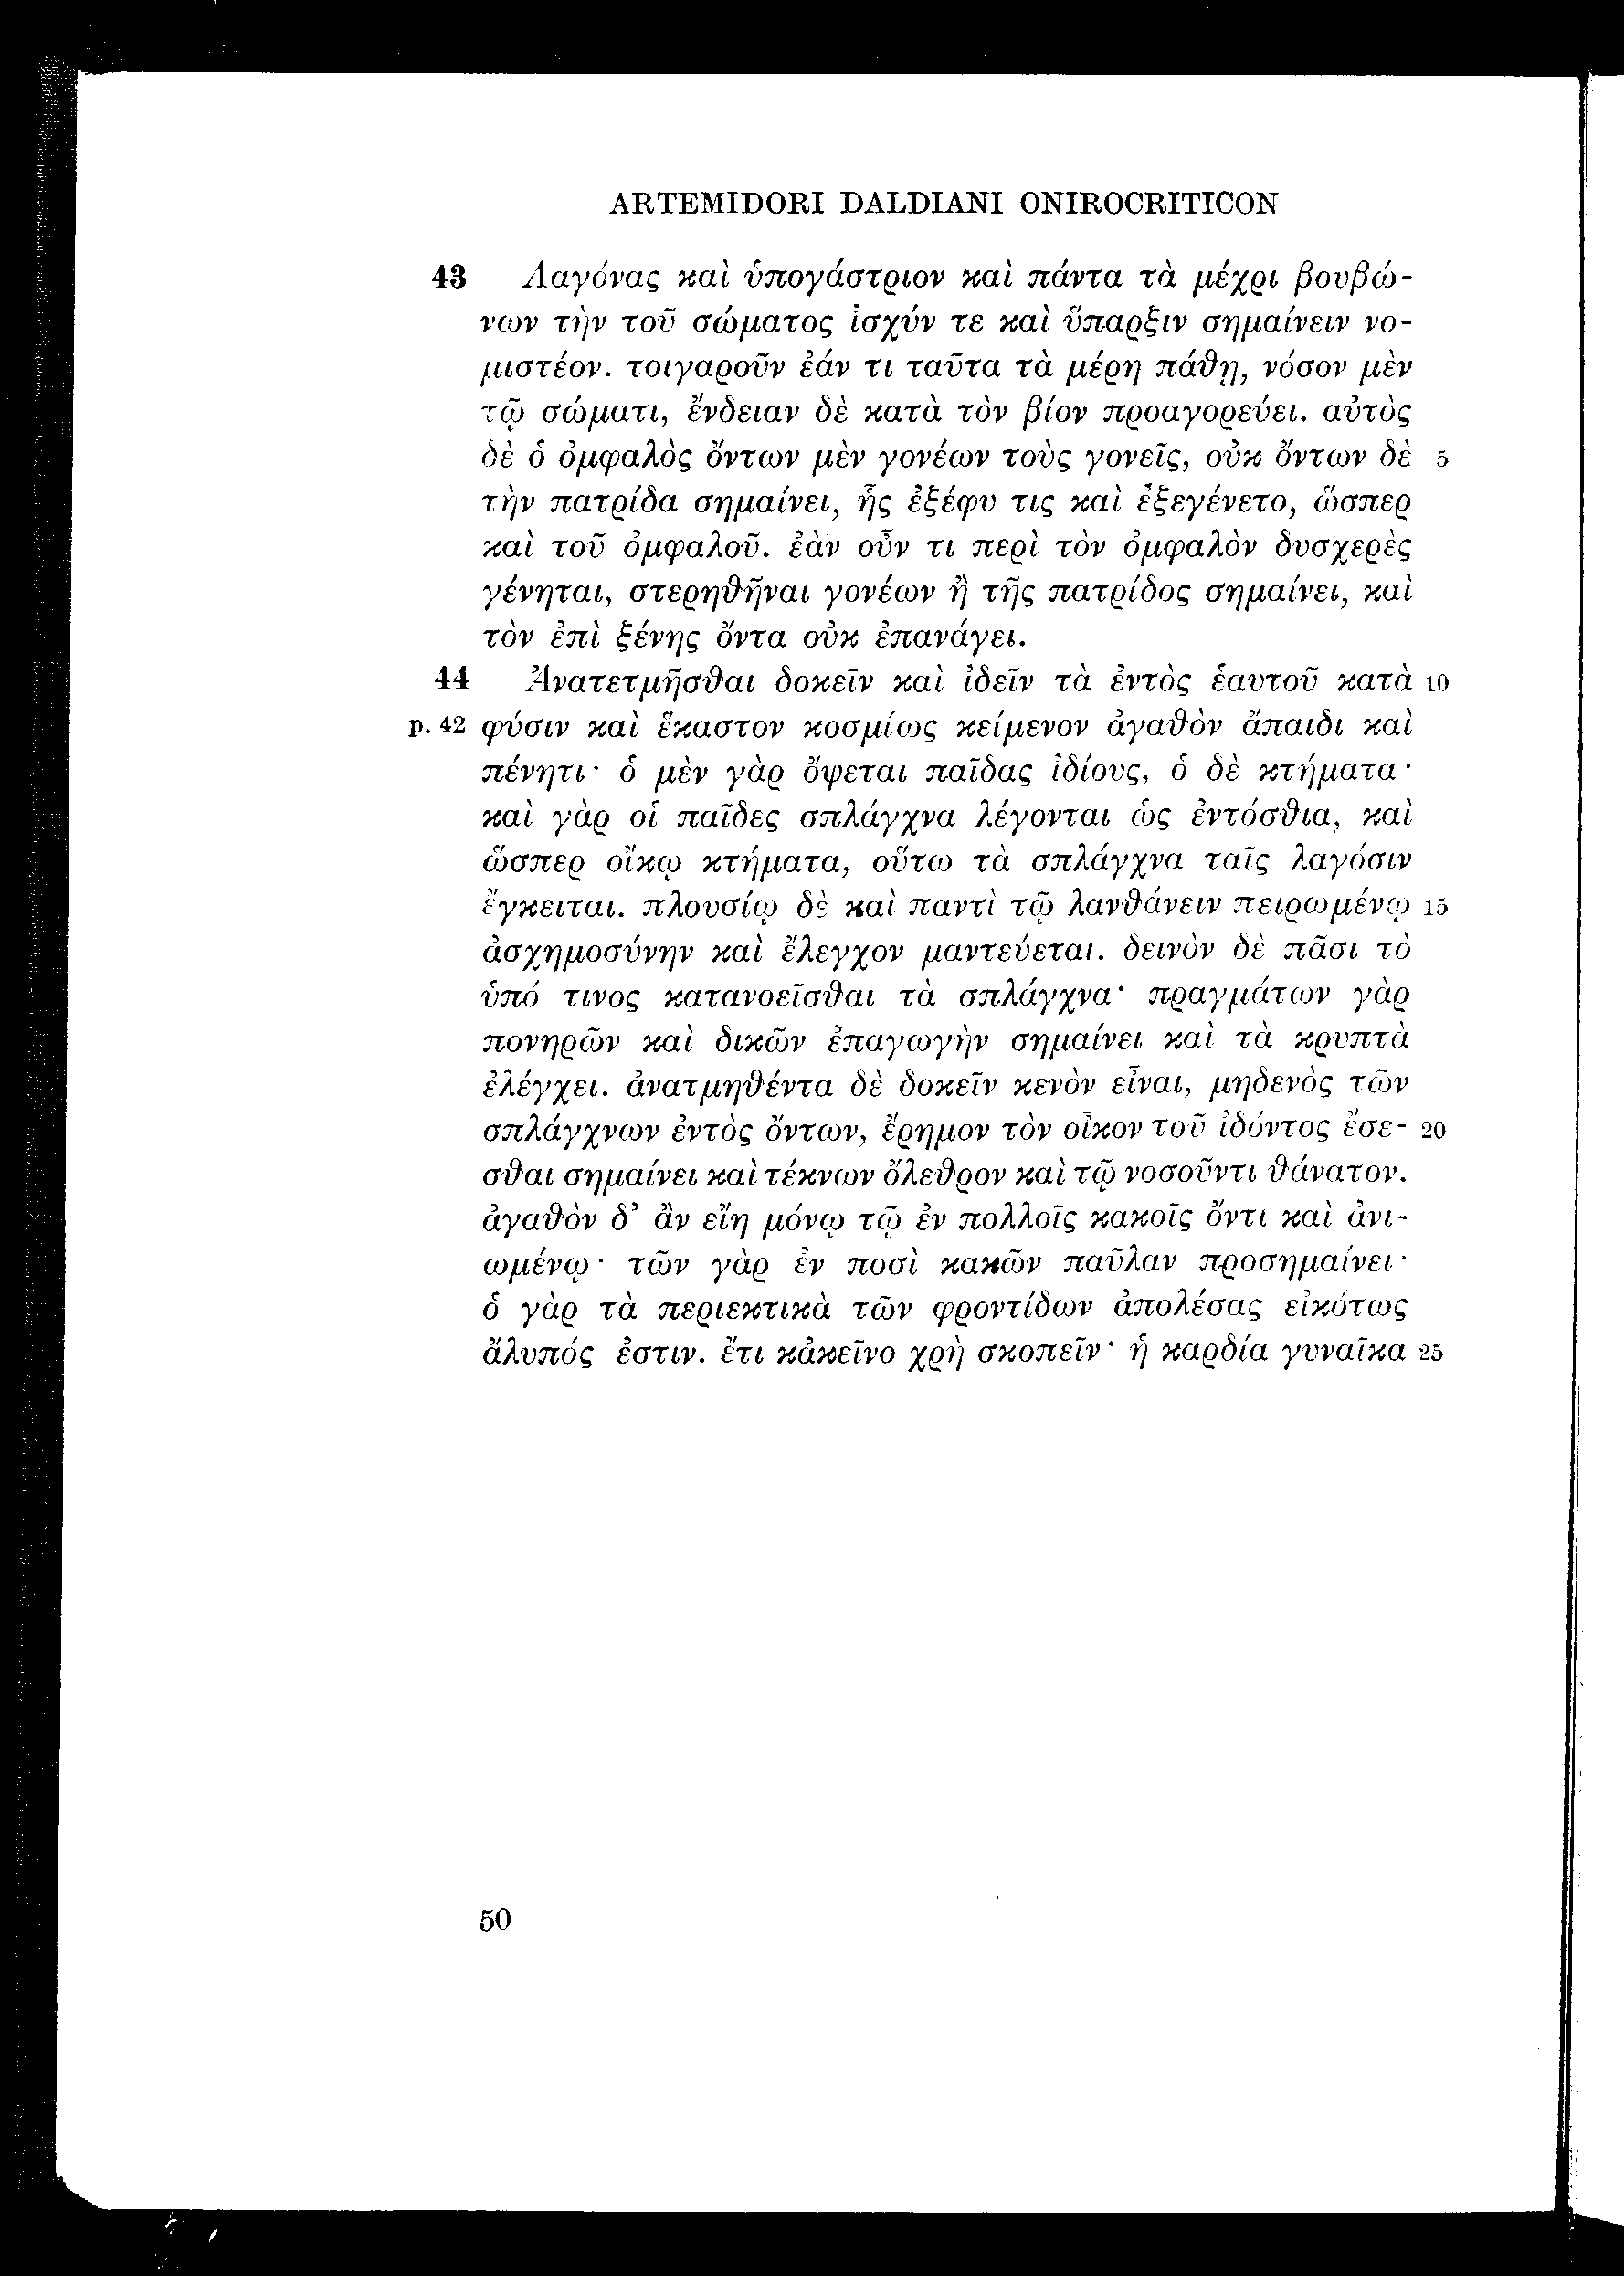 ARTEMIDORI DALDIANI ONIROCRITICON
43 Λαγόνας καὶ ὑπογάστριον καὶ πάντα τὰ μέχρι βουβώ-
νων τὴν τοῦ σώματος ἰσχύν τε καὶ ὕπαρξιν σημαίνειν νο-
μιστέον. τοιγαροῦν ἐάν τι ταῦτα τὰ μέρη πάθῃ, νόσον μὲν
τῷ σώματι, ἔνδειαν δὲ κατὰ τὸν βίον προαγορεύει. αὐτὸς
δὲ ὁ ὀμφαλὸς ὄντων μὲν γονέων τοὺς γονεῖς, οὐκ ὄντων δὲ 5
τὴν πατρίδα σημαίνει, ἧς ἐξέφυ τις καὶ ἐξεγένετο, ὥσπερ
καὶ τοῦ ὀμφαλοῦ. ἐὰν οὖν τι περὶ τὸν ὀμφαλὸν δυσχερὲς
γένηται, στερηθῆναι γονέων ἢ τῆς πατρίδος σημαίνει, καὶ
τὸν ἐπὶ ξένης ὄντα οὐκ ἐπανάγει.
44 Ἀνατετμῆσθαι δοκεῖν καὶ ἰδεῖν τὰ ἐντὸς ἑαυτοῦ κατὰ 10
p. 42 φύσιν καὶ ἕκαστον κοσμίως κείμενον ἀγαθὸν ἄπαιδι καὶ
πένητι· ὁ μὲν γὰρ ὄψεται παῖδας ἰδίους, ὁ δὲ κτήματα·
καὶ γὰρ οἱ παῖδες σπλάγχνα λέγονται ὡς ἐντόσθια, καὶ
ὥσπερ οἴκῳ κτήματα, οὕτω τὰ σπλάγχνα ταῖς λαγόσιν
ἔγκειται. πλουσίῳ δὲ καὶ παντὶ τῷ λανθάνειν πειρωμένῳ 15
ἀσχημοσύνην καὶ ἔλεγχον μαντεύεται. δεινὸν δὲ πᾶσι τὸ
ὑπό τινος κατανοεῖσθαι τὰ σπλάγχνα· πραγμάτων γὰρ
πονηρῶν καὶ δικῶν ἐπαγωγὴν σημαίνει καὶ τὰ κρυπτὰ
ἐλέγχει. ἀνατμηθέντα δὲ δοκεῖν κενὸν εἶναι, μηδενὸς τῶν
σπλάγχνων ἐντὸς ὄντων, ἔρημον τὸν οἶκον τοῦ ἰδόντος ἔσε- 20
σθαι σημαίνει καὶ τέκνων ὄλεθρον καὶ τῷ νοσοῦντι θάνατον.
ἀγαθὸν δ’ ἂν εἴη μόνῳ τῷ ἐν πολλοῖς κακοῖς ὄντι καὶ ἀνι-
ωμένῳ· τῶν γὰρ ἐν ποσὶ κακῶν παῦλαν προσημαίνει·
ὁ γὰρ τὰ περιεκτικὰ τῶν φροντίδων ἀπολέσας εἰκότως
ἄλυπός ἐστιν. ἔτι κἀκεῖνο χρὴ σκοπεῖν· ἡ καρδία γυναῖκα 25
50